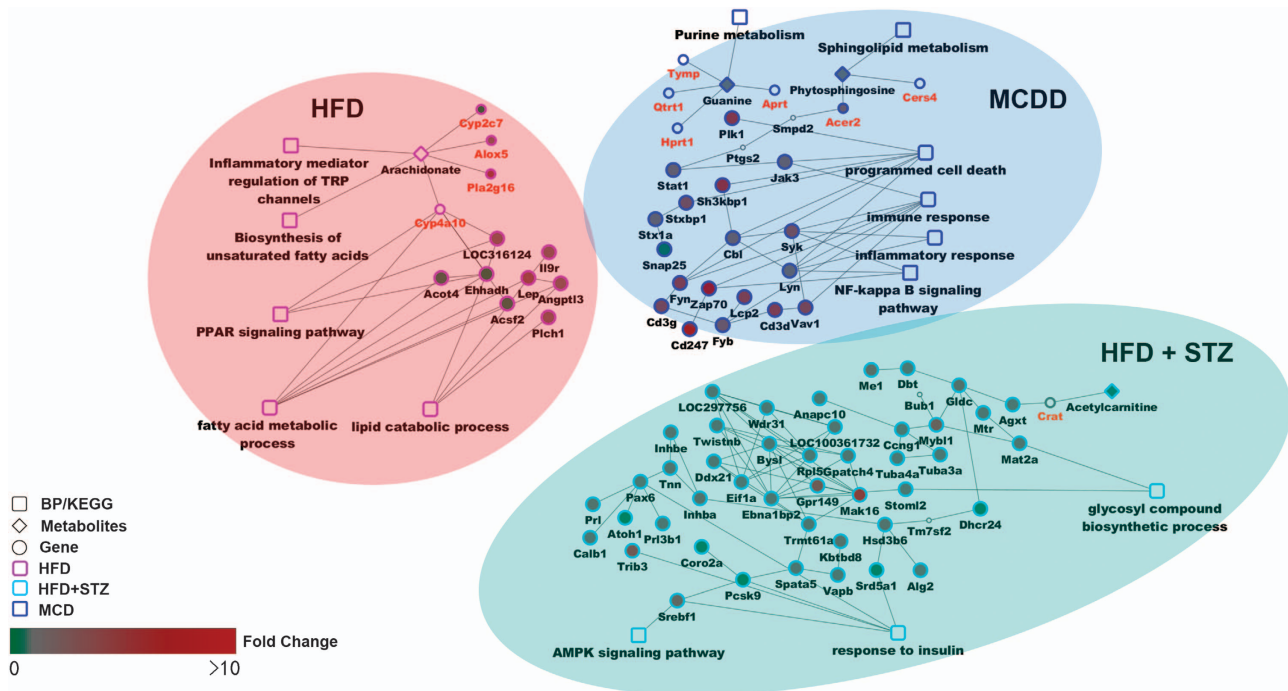 HFD
Cyp2c7
Alox5
Inflammatory mediator
regulation of TRP
channels
Arachidonate
Pla2g16
Biosynthesis of
unsaturated fatty acids
Cyp4a10
LOC316124
Il9r
Acot4
Ehhadh
Lep
Angptl3
Acsf2
Plch1
PPAR signaling pathway
fatty acid metabolic
process
lipid catabolic process
MCDD
Purine metabolism
Sphingolipid metabolism
Tymp
Phytosphingosine
Qtrt1
Guanine
Aprt
Cers4
Hprt1
Plk1
Smpd2
Acer2
Ptgs2
programmed cell death
Stat1
Jak3
Sh3kbp1
immune response
Stxbp1
Stx1a
Cbl
Syk
inflammatory response
Snap25
Lyn
NF-kappa B signaling
pathway
Fyn
Zap70
Lcp2
Cd3g
Cd3d
Vav1
Cd247
Fyb
HFD + STZ
Me1
Dbt
Bub1
Gldc
Acetylcarnitine
Crat
LOC297756
Anapc10
Agxt
Wdr31
Mtr
Twistnb
LOC100361732
Mybl1
Ccng1
Inhbe
Mat2a
Bysl
Rpl5
Gpatch4
Tuba4a
Tuba3a
Tnn
Ddx21
Eif1a
Gpr149
Pax6
Inhba
Ebna1bp2
Mak16
Stoml2
glycosyl compound
biosynthetic process
Prl
Atoh1
Prl3b1
Trmt61a
Hsd3b6
Tm7sf2
Dhcr24
Calb1
Trib3
Coro2a
Kbtbd8
Spata5
Vapb
Srd5a1
Alg2
Pcsk9
Srebf1
AMPK signaling pathway
response to insulin
BP/KEGG
Metabolites
Gene
HFD
HFD+STZ
MCD
Fold Change
0
>10